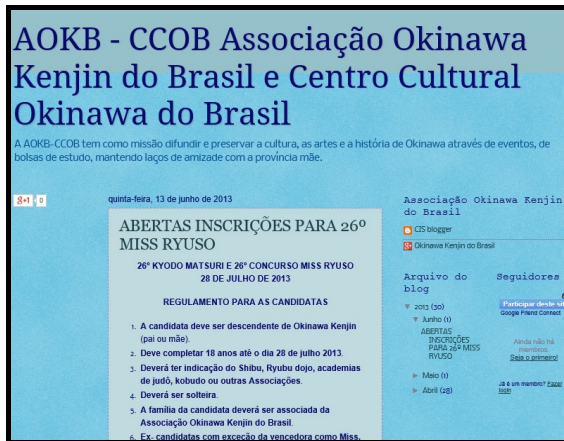 AOKB - CCOB Associação Okinawa
Kenjin do Brasil e Centro Cultural
Okinawa do Brasil
A AOKB-CCOB tem como missão difundir e preservar a cultura, as artes e a história de Okinawa através de eventos, de
bolsas de estudo, mantendo laços de amizade com a província mãe.
g+1 0
quinta-feira, 13 de junho de 2013
ABERTAS INSCRIÇÕES PARA 26º
MISS RYUSO
26º KYODO MATSURI E 26º CONCURSO MISS RYUSO
28 DE JULHO DE 2013
REGULAMENTO PARA AS CANDIDATAS
1. A candidata deve ser descendente de Okinawa Kenjin
(pai ou mãe).
2. Deve completar 18 anos até o dia 28 de julho 2013.
3. Deverá ter indicação do Shibu, Ryubu dojo, academias
de judô, kobudo ou outras Associações.
4. Deverá ser solteira.
5. A família da candidata deverá ser associada da
Associação Okinawa Kenjin do Brasil.
6. Ex- candidatas com exceção da vencedora como Miss,
Associação Okinawa Kenjin
do Brasil
CIS blogger
Okinawa Kenjin do Brasil
Arquivo do
blog
▼ 2013 (30)
▼ Junho (1)
ABERTAS
INSCRIÇÕES
PARA 26º MISS
RYUSO
► Maio (1)
► Abril (28)
Seguidores
Participar deste sit
Google Friend Connect
Ainda não há
membros.
Seja o primeiro!
Já é um membro? Fazer
login